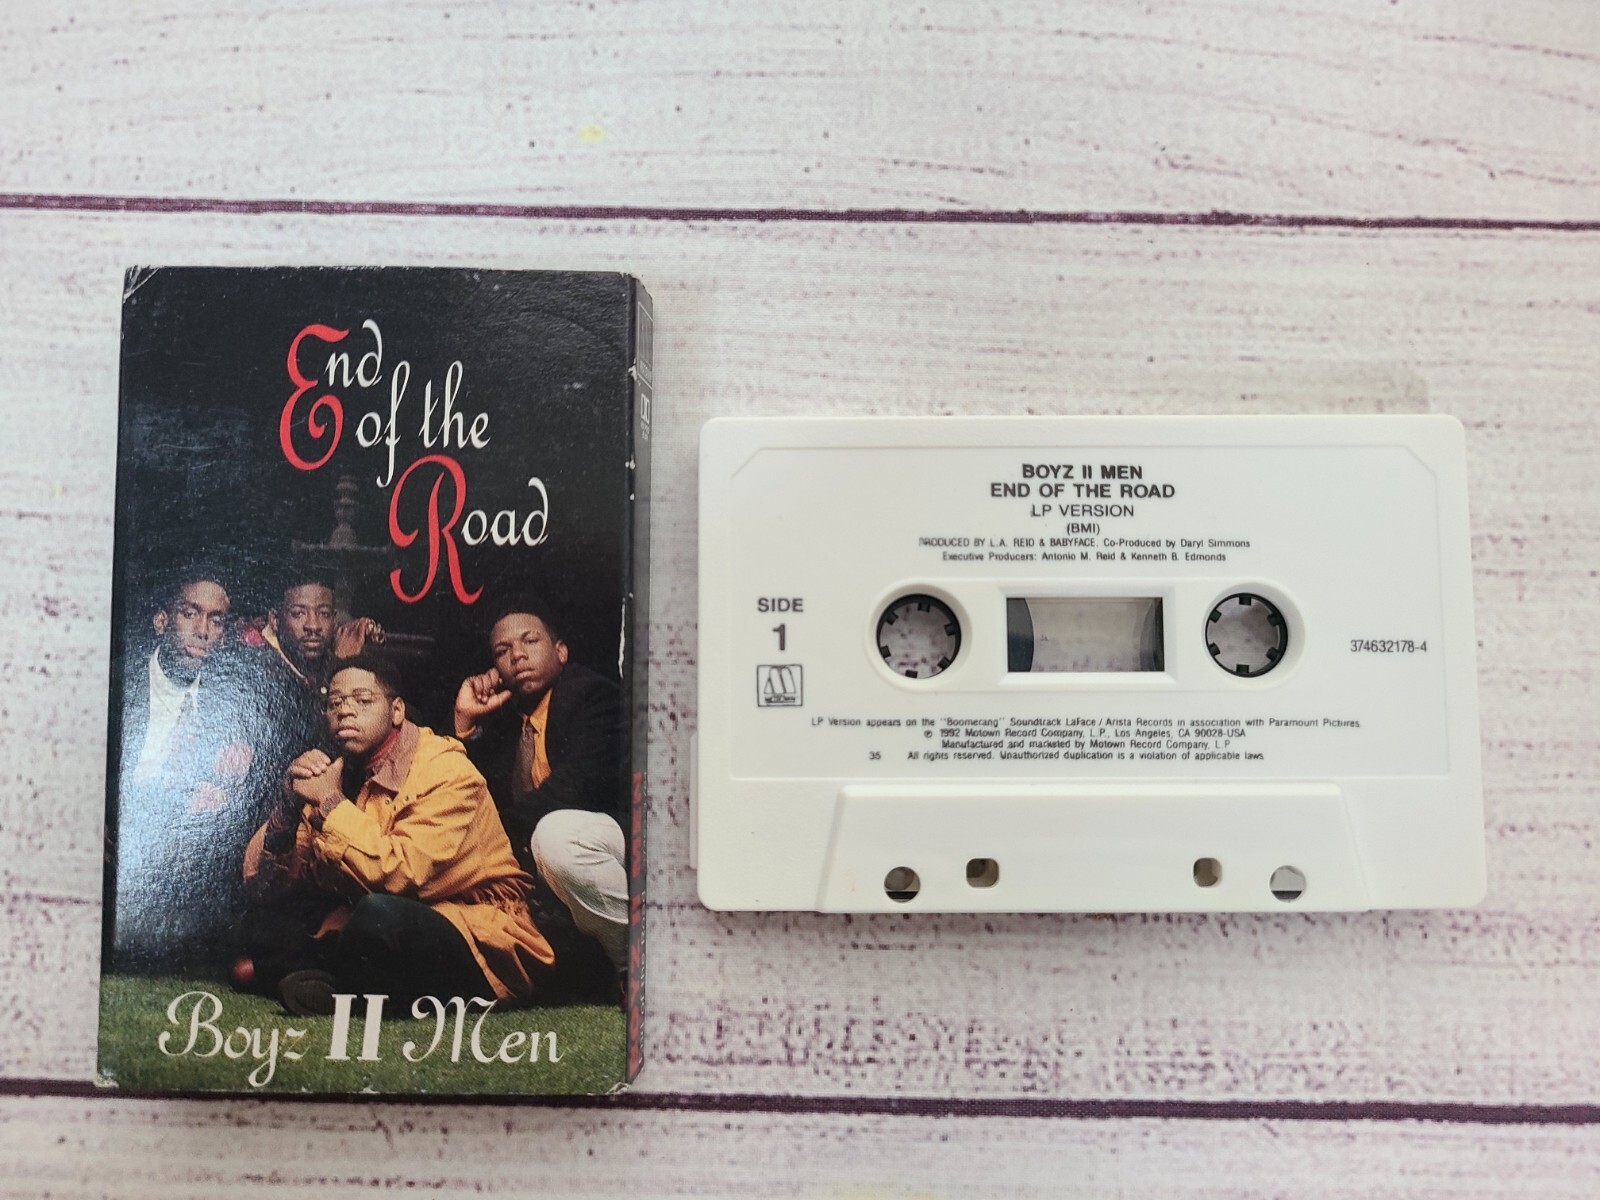 End
of the
Road
Boyz II Men
BOYZ II MEN
END OF THE ROAD
LP VERSION
(BMI)
PRODUCED BY L.A. REID & BABYFACE. Co-Produced by Daryl Simmons
Executive Producers: Antonio M. Reid & Kenneth B. Edmonds
SIDE
1
374632178-4
LP Version appears on the "Boomerang" Soundtrack LaFace / Arista Records in association with Paramount Pictures
℗ 1992 Motown Record Company, L.P., Los Angeles, CA 90028-USA
Manufactured and marketed by Motown Record Company, L.P
35 All rights reserved. Unauthorized duplication is a violation of applicable laws